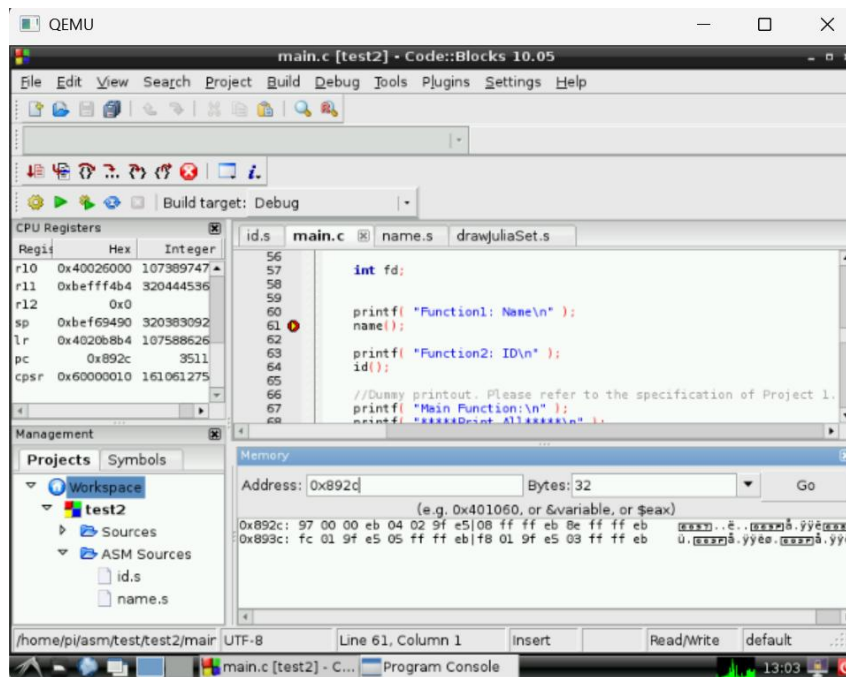 QEMU
main.c [test2] - Code::Blocks 10.05
File Edit View Search Project Build Debug Tools Plugins Settings Help
Build target: Debug
CPU Registers
Regis Hex Integer
r10 0x40026000 107389747
r11 0xbefff4b4 320444536
r12 0x0
sp 0xbef69490 320383092
lr 0x4020b8b4 107588626
pc 0x892c 3511
cpsr 0x60000010 161061275
id.s main.c name.s drawJuliaSet.s
56
57 int fd;
58
59
60 printf( "Function1: Name\n" );
61 name();
62
63 printf( "Function2: ID\n" );
64 id();
65
66 //Dummy printout. Please refer to the specification of Project 1.
67 printf( "Main Function:\n" );
68 printf( "*****Print All*****\n" );
Management
Projects Symbols
Workspace
test2
Sources
ASM Sources
id.s
name.s
Memory
Address: 0x892c Bytes: 32 Go
(e.g. 0x401060, or &variable, or $eax)
0x892c: 97 00 00 eb 04 02 9f e5|08 ff ff eb 8e ff ff eb
0x893c: fc 01 9f e5 05 ff ff eb|f8 01 9f e5 03 ff ff eb
/home/pi/asm/test/test2/mair UTF-8 Line 61, Column 1 Insert Read/Write default
main.c [test2] - C... Program Console 13:03